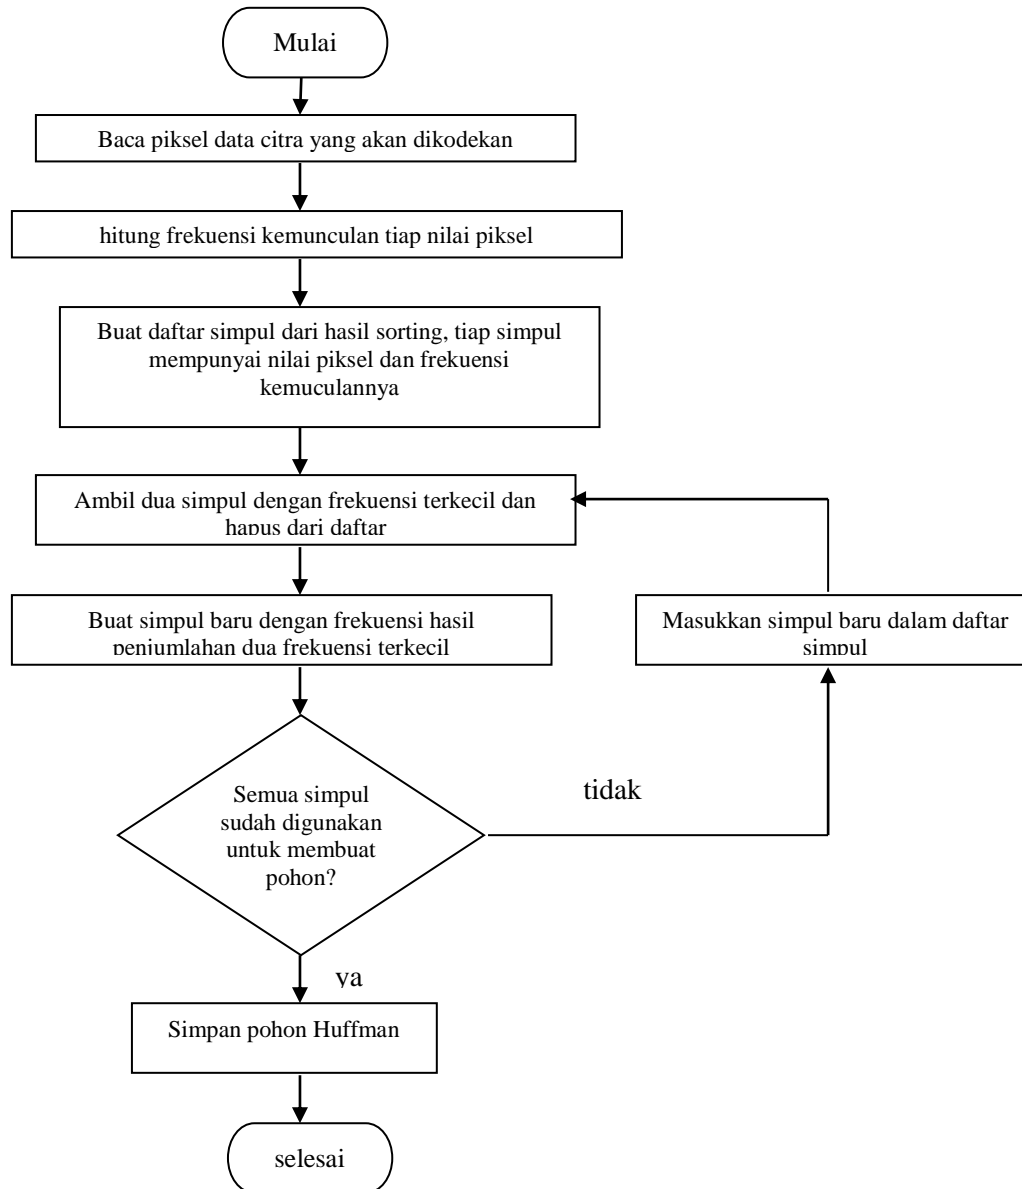 Mulai
Baca piksel data citra yang akan dikodekan
hitung frekuensi kemunculan tiap nilai piksel
Buat daftar simpul dari hasil sorting, tiap simpul
mempunyai nilai piksel dan frekuensi
kemuculannya
Ambil dua simpul dengan frekuensi terkecil dan
hapus dari daftar
Buat simpul baru dengan frekuensi hasil
penjumlahan dua frekuensi terkecil
Masukkan simpul baru dalam daftar
simpul
Semua simpul
sudah digunakan
untuk membuat
pohon?
tidak
ya
Simpan pohon Huffman
selesai